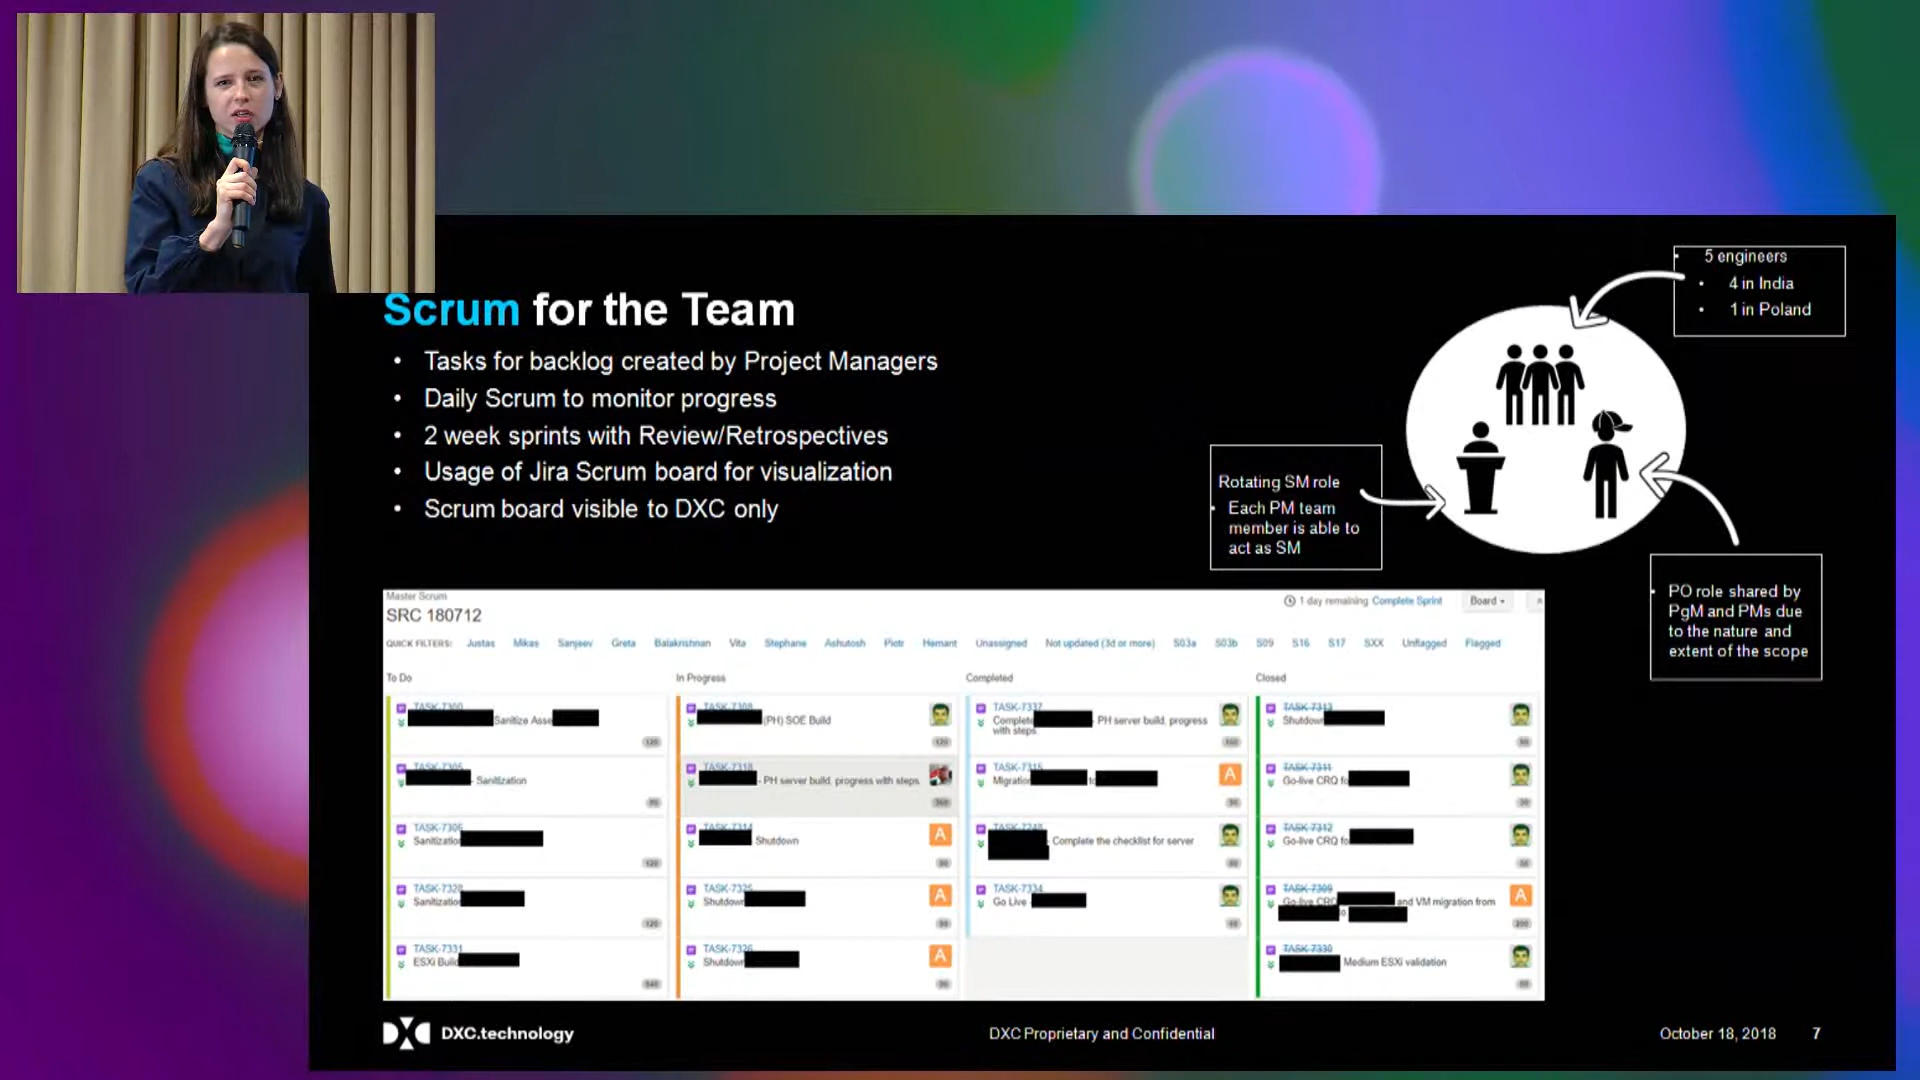 Scrum for the Team
• Tasks for backlog created by Project Managers
• Daily Scrum to monitor progress
• 2 week sprints with Review/Retrospectives
• Usage of Jira Scrum board for visualization
• Scrum board visible to DXC only
• 5 engineers
• 4 in India
• 1 in Poland
Rotating SM role
• Each PM team
member is able to
act as SM
• PO role shared by
PgM and PMs due
to the nature and
extent of the scope
Master Scrum
SRC 180712
1 day remaining Complete Sprint Board
QUICK FILTERS: Justas Mikas Sanjeev Greta Balakrishnan Vita Stephane Ashutosh Piotr Hemant Unassigned Not updated (3d or more) S03a S03b S09 S16 S17 SXX Unflagged Flagged
To Do In Progress Completed Closed
TASK-7300
Sanitize Asse
120
TASK-7305
- Sanitization
TASK-7306
Sanitization
120
TASK-7328
Sanitization
120
TASK-7331
ESXi Build
TASK-7308
(PH) SOE Build
120
TASK-7318
- PH server build, progress with steps.
360
TASK-7314
Shutdown
A
TASK-7325
Shutdown
A
TASK-7326
Shutdown
A
TASK-7337
Complete - PH server build, progress
with steps.
TASK-7315
Migration
A
Complete the checklist for server
TASK-7334
Go Live -
TASK-7313
Shutdown
TASK-7311
Go-live CRQ fo
TASK-7312
Go-live CRQ fo
TASK-7309
Go-live CRQ and VM migration from
A
TASK-7330
Medium ESXi validation
DXC.technology
DXC Proprietary and Confidential
October 18, 2018 7